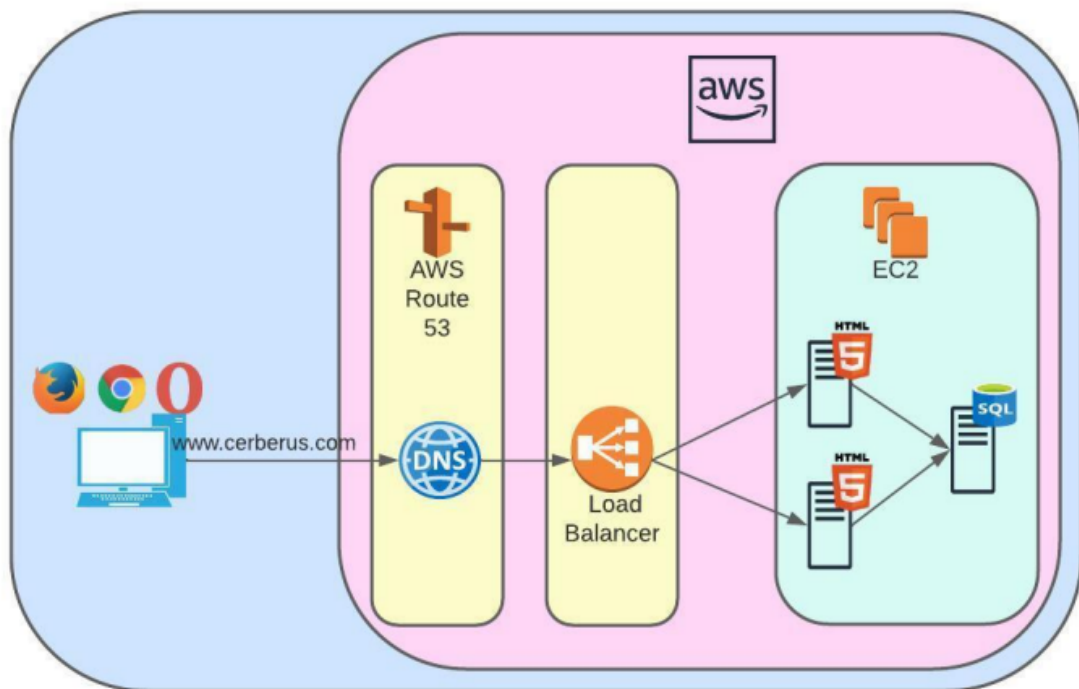 aws
AWS
Route
53
EC2
HTML
5
www.cerberus.com
DNS
SQL
HTML
5
Load
Balancer